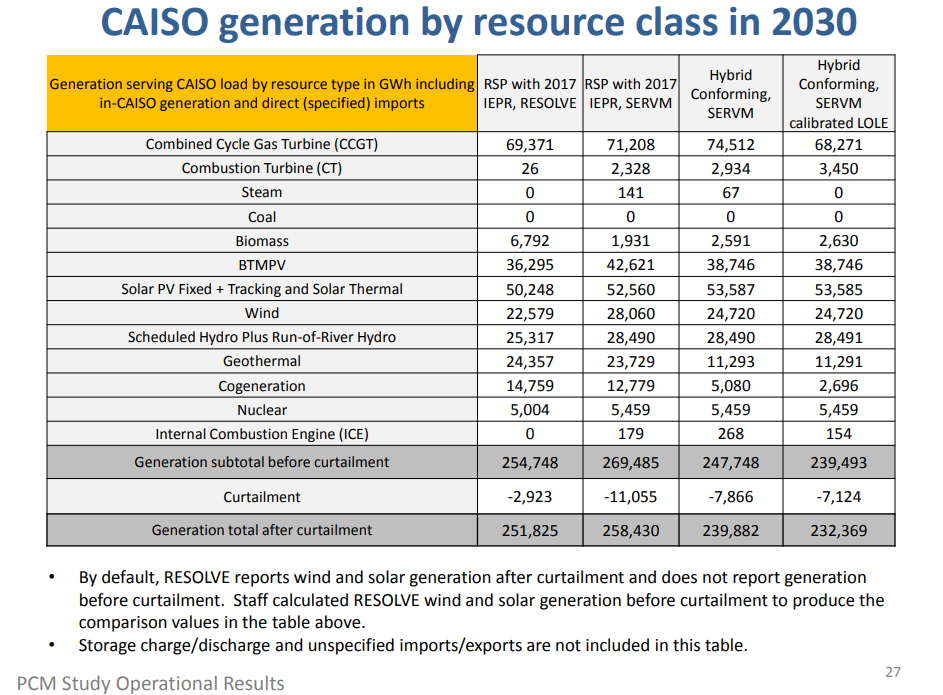 CAISO generation by resource class in 2030
Generation serving CAISO load by resource type in GWh including in-CAISO generation and direct (specified) imports | RSP with 2017 IEPR, RESOLVE | RSP with 2017 IEPR, SERVM | Hybrid Conforming, SERVM | Hybrid Conforming, SERVM calibrated LOLE
Combined Cycle Gas Turbine (CCGT) 69,371 71,208 74,512 68,271
Combustion Turbine (CT) 26 2,328 2,934 3,450
Steam 0 141 67 0
Coal 0 0 0 0
Biomass 6,792 1,931 2,591 2,630
BTMPV 36,295 42,621 38,746 38,746
Solar PV Fixed + Tracking and Solar Thermal 50,248 52,560 53,587 53,585
Wind 22,579 28,060 24,720 24,720
Scheduled Hydro Plus Run-of-River Hydro 25,317 28,490 28,490 28,491
Geothermal 24,357 23,729 11,293 11,291
Cogeneration 14,759 12,779 5,080 2,696
Nuclear 5,004 5,459 5,459 5,459
Internal Combustion Engine (ICE) 0 179 268 154
Generation subtotal before curtailment 254,748 269,485 247,748 239,493
Curtailment -2,923 -11,055 -7,866 -7,124
Generation total after curtailment 251,825 258,430 239,882 232,369
• By default, RESOLVE reports wind and solar generation after curtailment and does not report generation
before curtailment. Staff calculated RESOLVE wind and solar generation before curtailment to produce the
comparison values in the table above.
• Storage charge/discharge and unspecified imports/exports are not included in this table.
27
PCM Study Operational Results